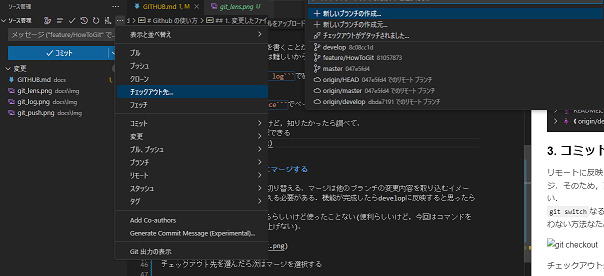 ソース管理
GITHUB.md M
git_lens.png U
ソース管理
# Github の使い方
## 1. 変更したファ
メッセージ ("feature/HowToGit" で
コミット
変更
GITHUB.md docs
git_lens.png docs\img
git_log.png docs\img
git_push.png docs\img
表示と並べ替え
プル
プッシュ
クローン
チェックアウト先...
フェッチ
コミット
変更
プル, プッシュ
ブランチ
リモート
スタッシュ
タグ
Add Co-authors
Generate Commit Message (Experimental)...
Git 出力の表示
新しいブランチの作成...
新しいブランチの作成元...
チェックアウトがデタッチされました...
develop 8c08cc1d
feature/HowToGit 81057873
master 047e5fd4
origin/HEAD 047e5fd4 でのリモート ブランチ
origin/master 047e5fd4 でのリモート ブランチ
origin/develop dbda7191 でのリモート ブランチ
をアップロー
を書くことが
は難しいから
log```で
ce```でペー
けど，知りたかったら調べて，
できる
にマージする
切り替える．マージは他のブランチの変更内容を取り込むイメー
える必要がある．機能が完成したらdevelopに反映すると思ったら
らしいけど使ったことない(便利らしいけど，今回はコマンドを
上げない)．
.png)
46 チェックアウト先を選んだら次はマージを選択する
47
origin/de
3. コミット
リモートに反映
ジ．そのため，
い．
git switch なる
わない方法なため
git checkout
チェックアウト